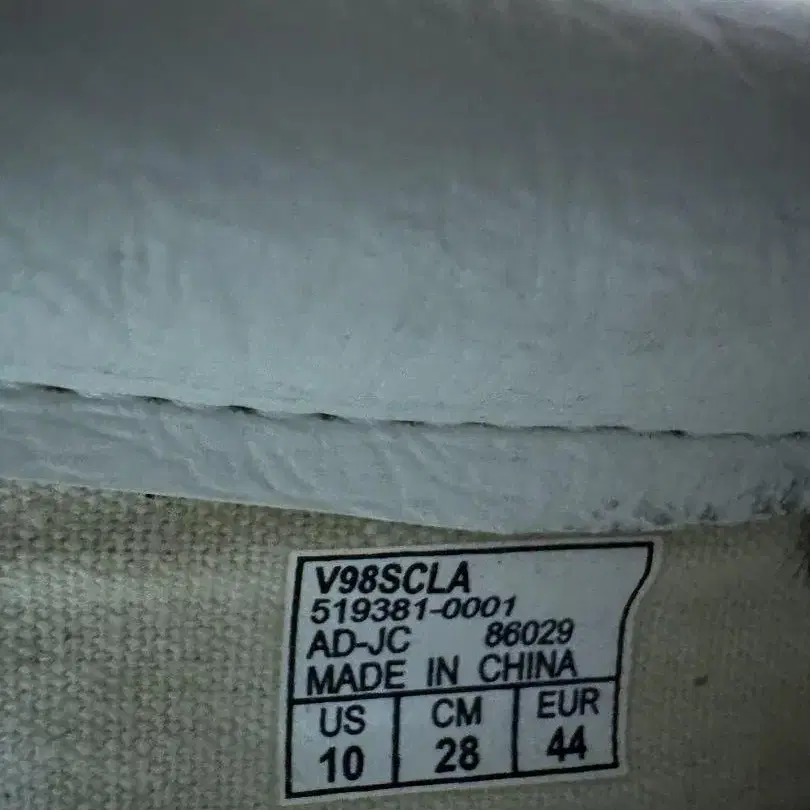 V98SCLA
519381-0001
AD-JC 86029
MADE IN CHINA
US CM EUR
10 28 44